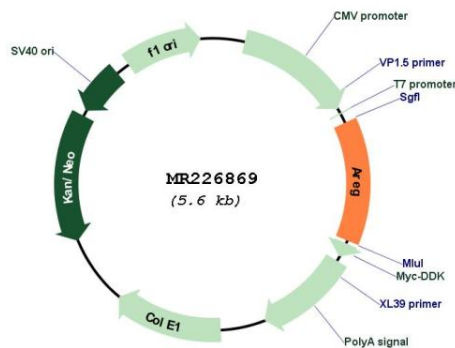 CMV promoter
SV40 ori
f1 ori
VP1.5 primer
T7 promoter
SgfI
Kan/Neo
MR226869
(5.6 kb)
Areg
MluI
Myc-DDK
XL39 primer
Col E1
PolyA signal